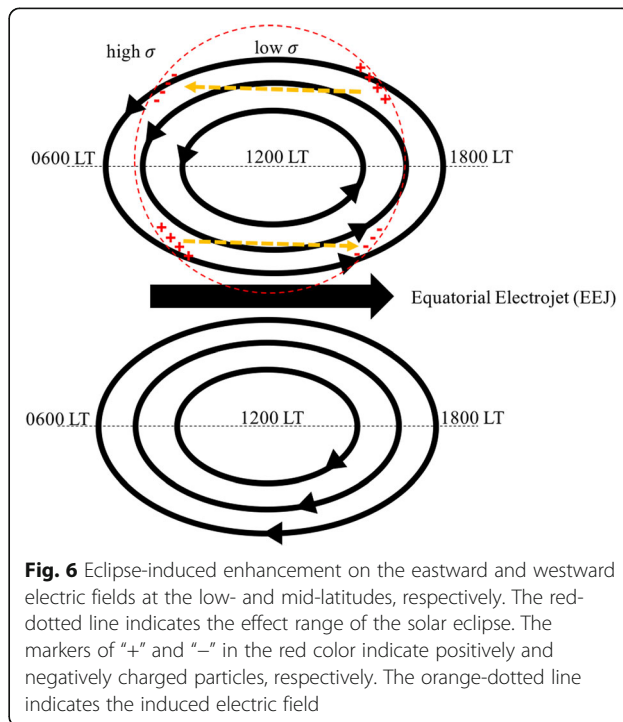 high σ
low σ
0600 LT
1200 LT
1800 LT
Equatorial Electrojet (EEJ)
0600 LT
1200 LT
1800 LT
Fig. 6 Eclipse-induced enhancement on the eastward and westward
electric fields at the low- and mid-latitudes, respectively. The red-
dotted line indicates the effect range of the solar eclipse. The
markers of “+” and “−” in the red color indicate positively and
negatively charged particles, respectively. The orange-dotted line
indicates the induced electric field